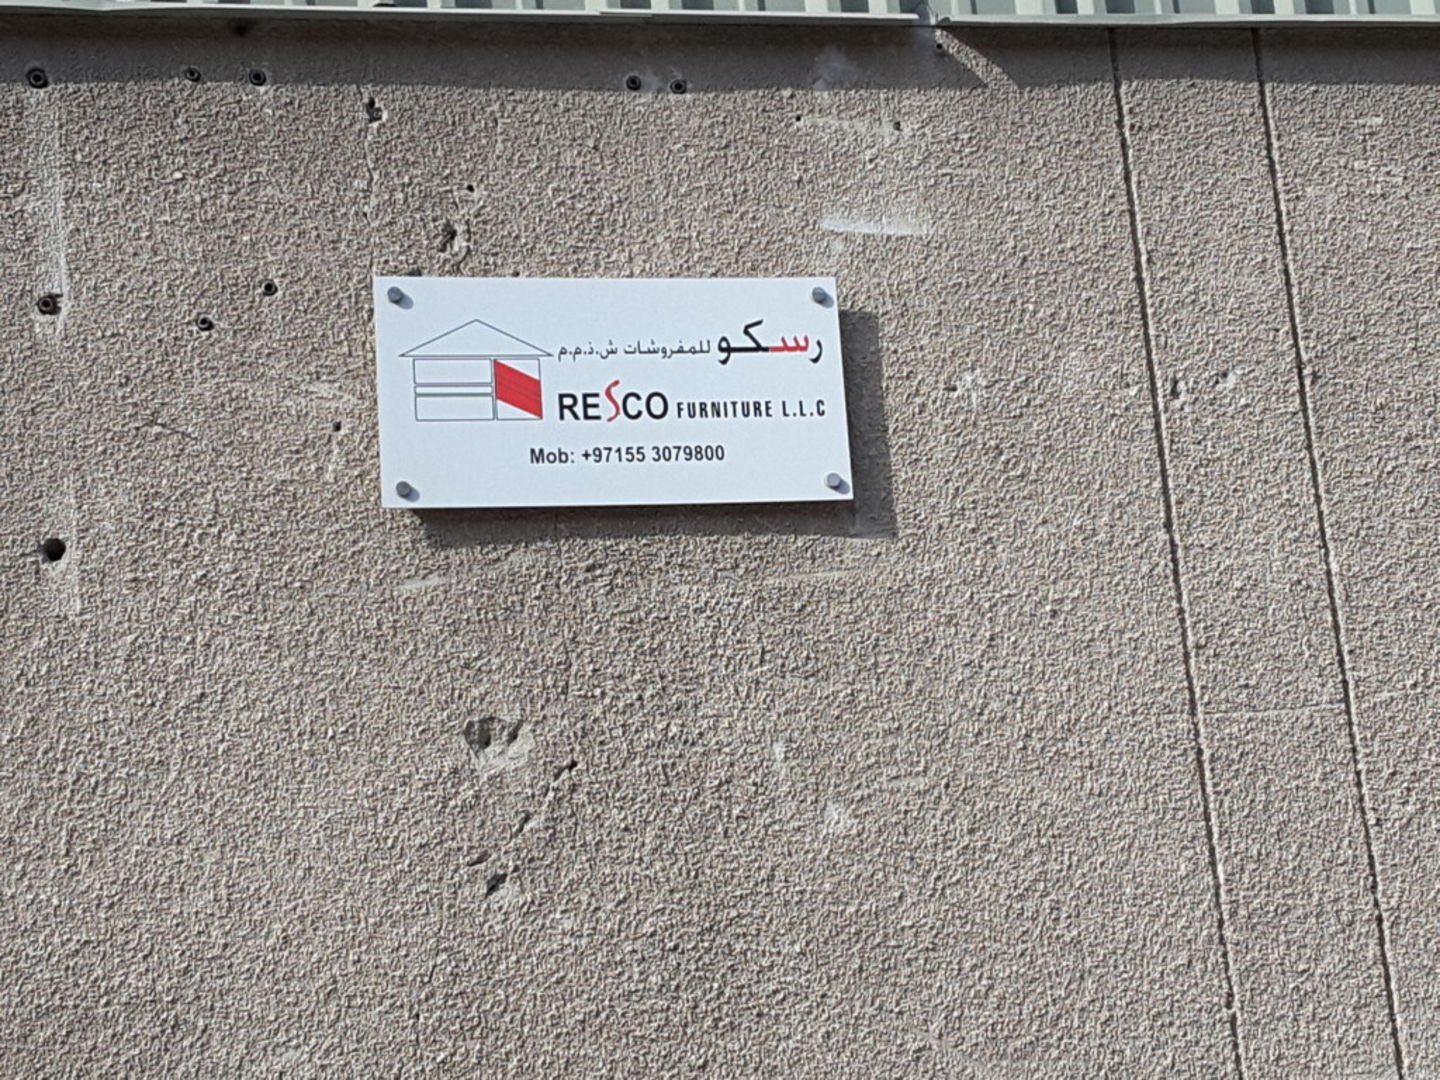 رسكو للمفروشات ش.ذ.م.م
RESCO FURNITURE L.L.C
Mob: +97155 3079800